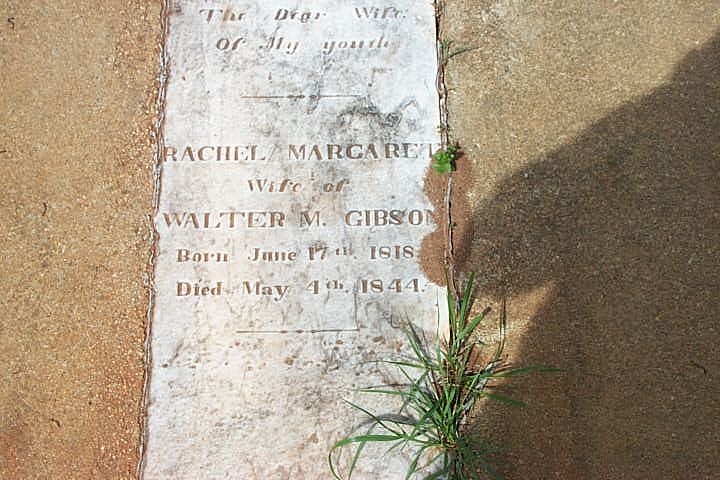 The Dear Wife
Of My youth
RACHEL MARGARET
Wife of
WALTER M. GIBSON
Born June 17th. 1818.
Died May 4th. 1844.